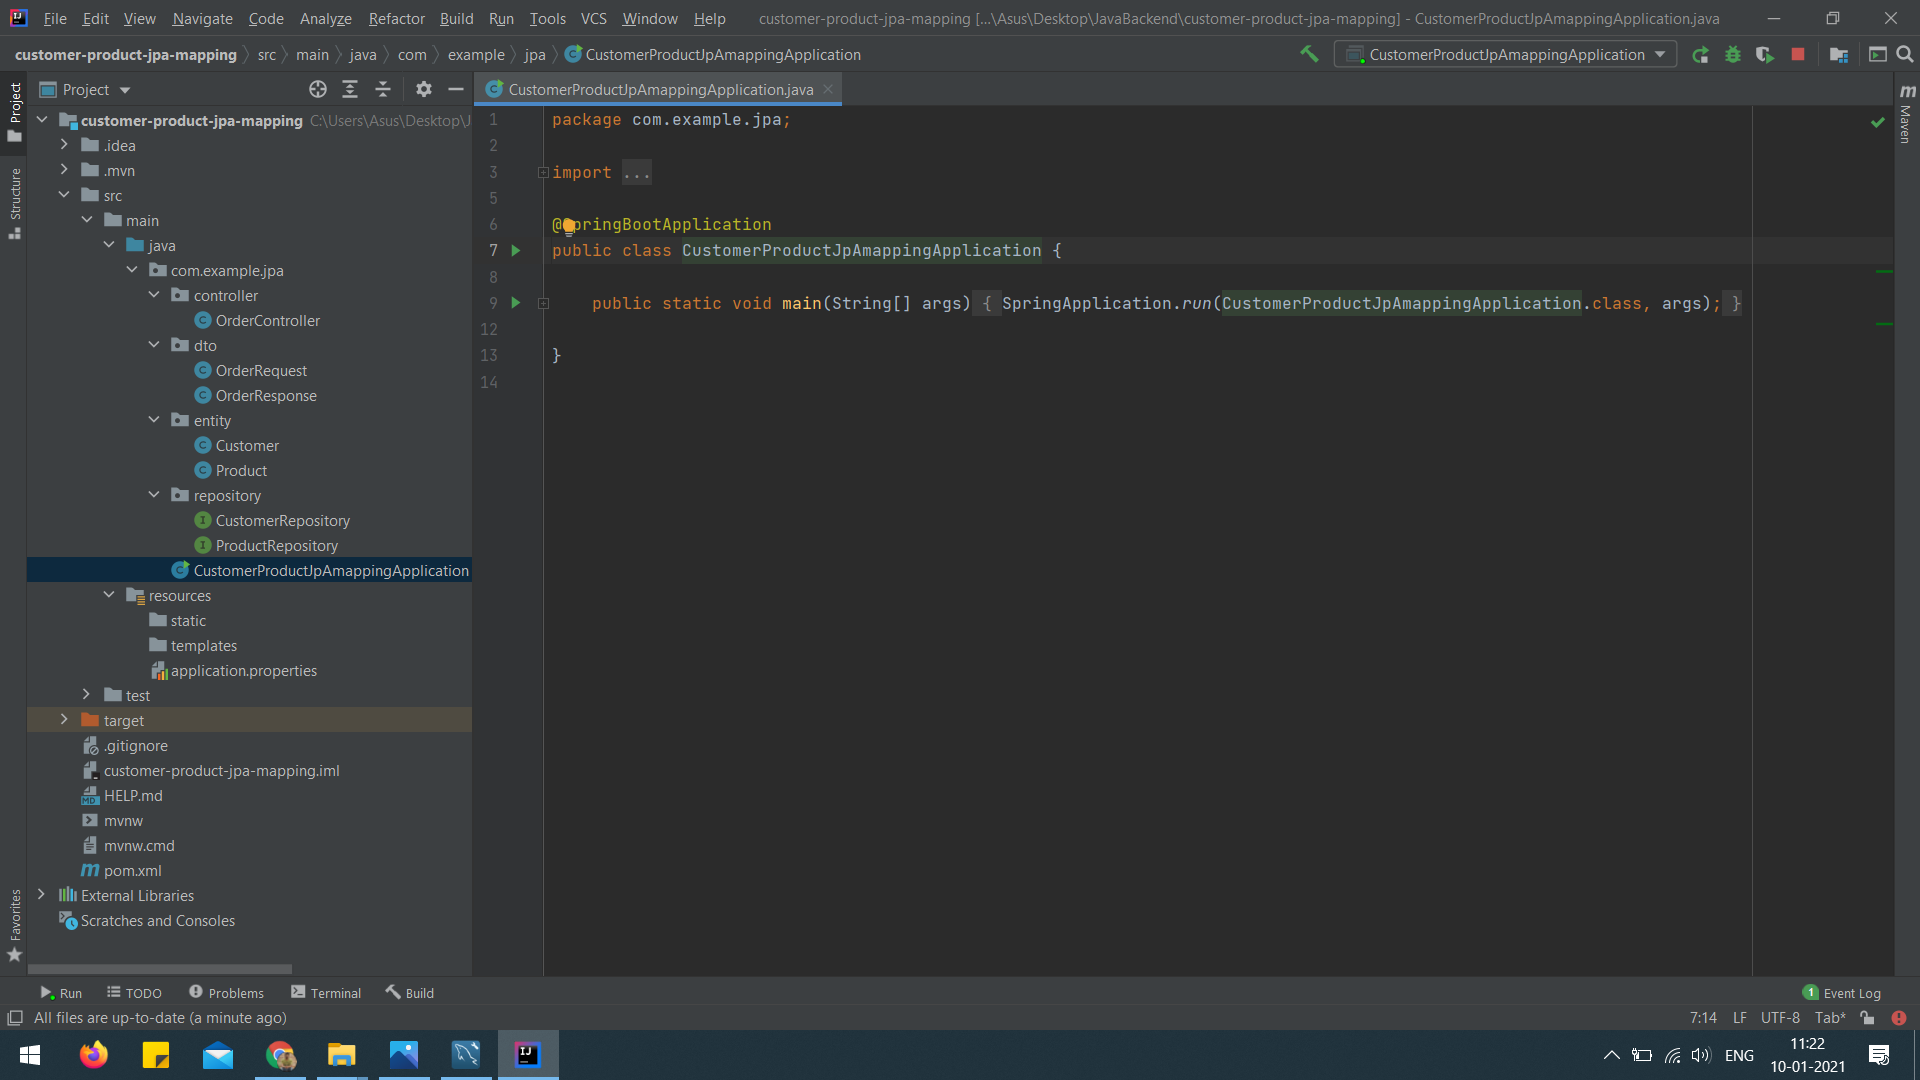 File Edit View Navigate Code Analyze Refactor Build Run Tools VCS Window Help customer-product-jpa-mapping [...\Asus\Desktop\JavaBackend\customer-product-jpa-mapping] - CustomerProductJpAmappingApplication.java
customer-product-jpa-mapping src main java com example jpa CustomerProductJpAmappingApplication CustomerProductJpAmappingApplication
Project
CustomerProductJpAmappingApplication.java
Project
Structure
Favorites
Maven
customer-product-jpa-mapping C:\Users\Asus\Desktop\J
.idea
.mvn
src
main
java
com.example.jpa
controller
OrderController
dto
OrderRequest
OrderResponse
entity
Customer
Product
repository
CustomerRepository
ProductRepository
CustomerProductJpAmappingApplication
resources
static
templates
application.properties
test
target
.gitignore
customer-product-jpa-mapping.iml
HELP.md
mvnw
mvnw.cmd
pom.xml
External Libraries
Scratches and Consoles
1 package com.example.jpa;
2
3 import ...
5
6 @SpringBootApplication
7 public class CustomerProductJpAmappingApplication {
8
9 public static void main(String[] args) { SpringApplication.run(CustomerProductJpAmappingApplication.class, args); }
12
13 }
14
Run TODO Problems Terminal Build 1 Event Log
All files are up-to-date (a minute ago) 7:14 LF UTF-8 Tab*
ENG 11:22
10-01-2021